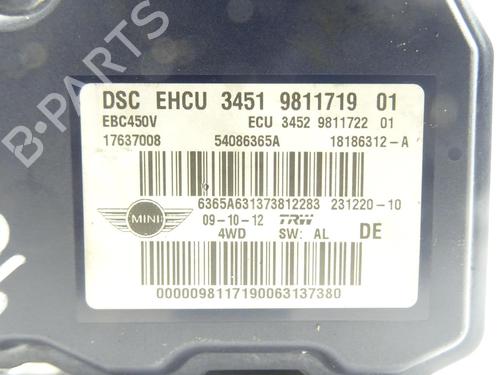 DSC EHCU 3451 9811719 01
EBC450V ECU 3452 9811722 01
17637008 54086365A 18186312-A
6365A631373812283 231220-10
MINI 09-10-12 TRW
4WD SW: AL DE
0000098117190063137380
B-PARTS